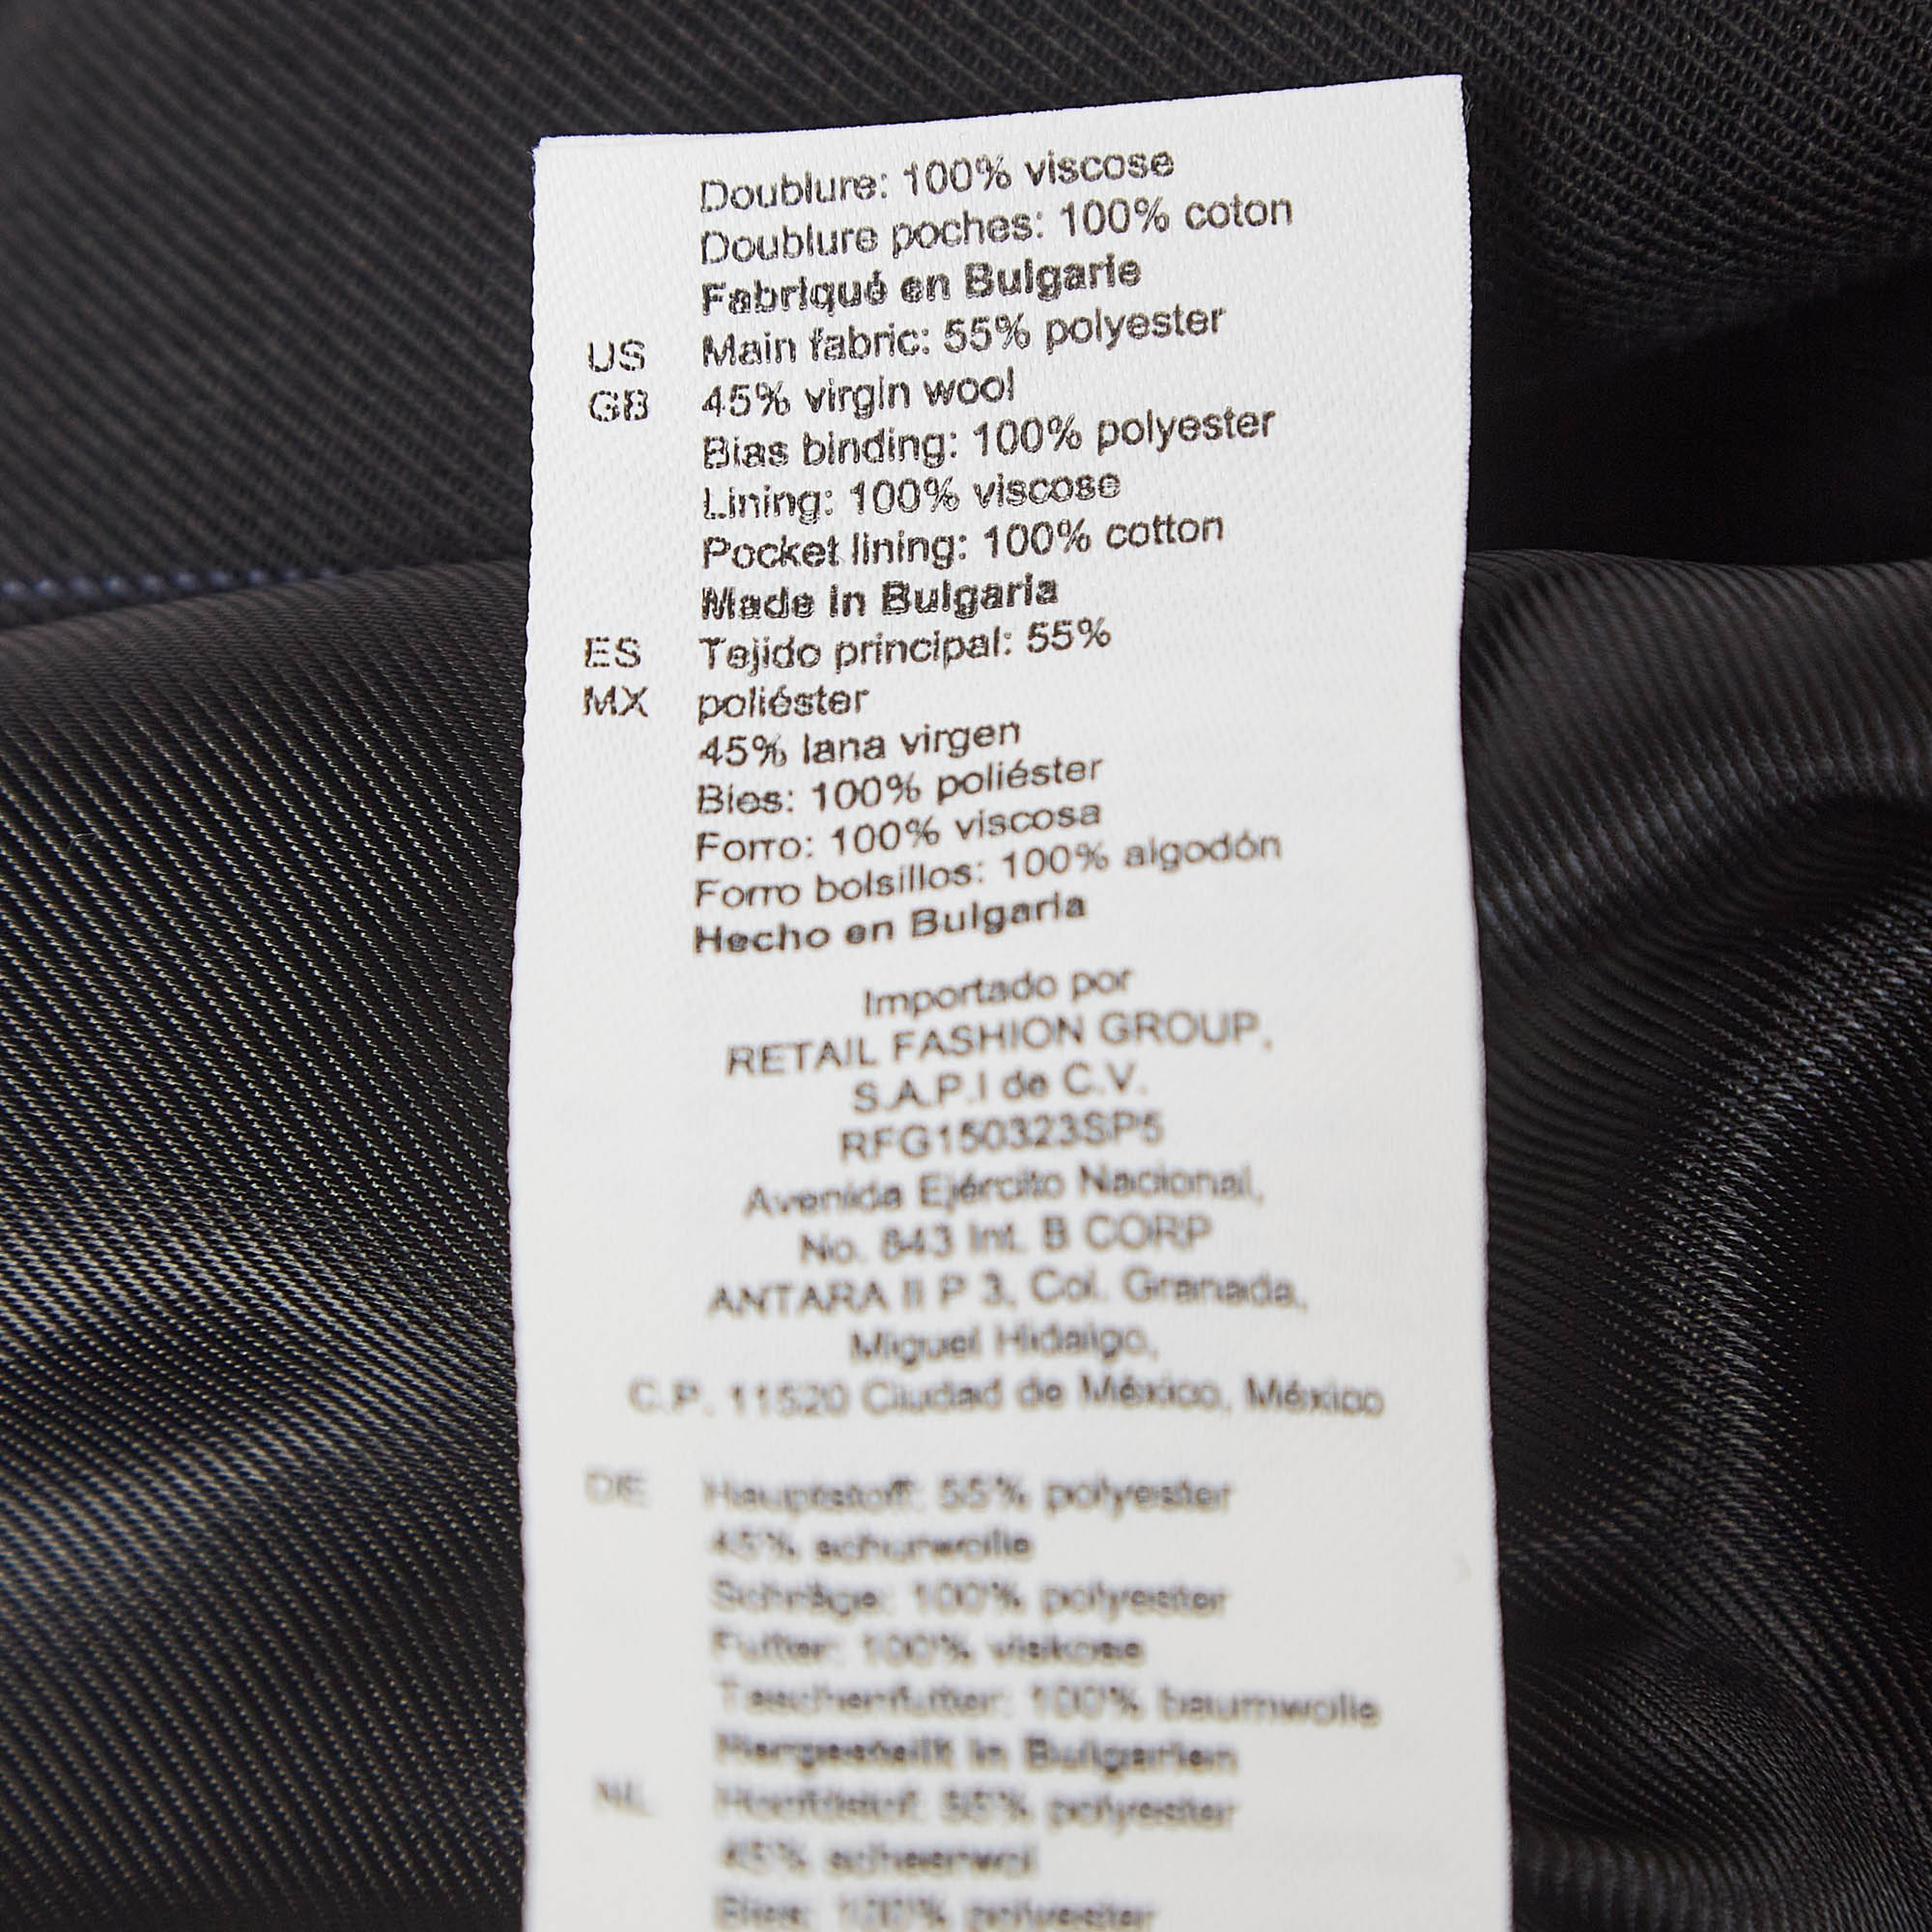 Doublure: 100% viscose
Doublure poches: 100% coton
Fabriqué en Bulgarie
US Main fabric: 55% polyester
GB 45% virgin wool
Bias binding: 100% polyester
Lining: 100% viscose
Pocket lining: 100% cotton
Made in Bulgaria
ES Tejido principal: 55%
MX poliéster
45% lana virgen
Bies: 100% poliéster
Forro: 100% viscosa
Forro bolsillos: 100% algodón
Hecho en Bulgaria
Importado por
RETAIL FASHION GROUP,
S.A.P.I de C.V.
RFG150323SP5
Avenida Ejército Nacional,
No. 843 Int. B CORP
ANTARA II P 3, Col. Granada,
Miguel Hidalgo,
C.P. 11520 Ciudad de México, México
DE Hauptstoff: 55% polyester
45% schurwolle
Schräge: 100% polyester
Futter: 100% viskose
Taschenfutter: 100% baumwolle
Hergestellt in Bulgarien
NL Hoofdstof: 55% polyester
45% scheerwol
Bies: 100% polyester